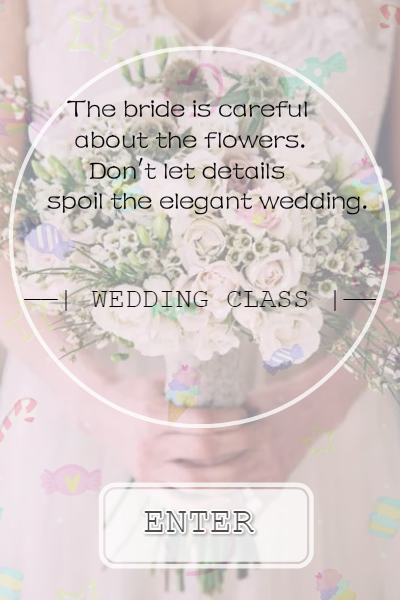 The bride is careful
about the flowers.
Don't let details
spoil the elegant wedding.
—| WEDDING CLASS |—
ENTER